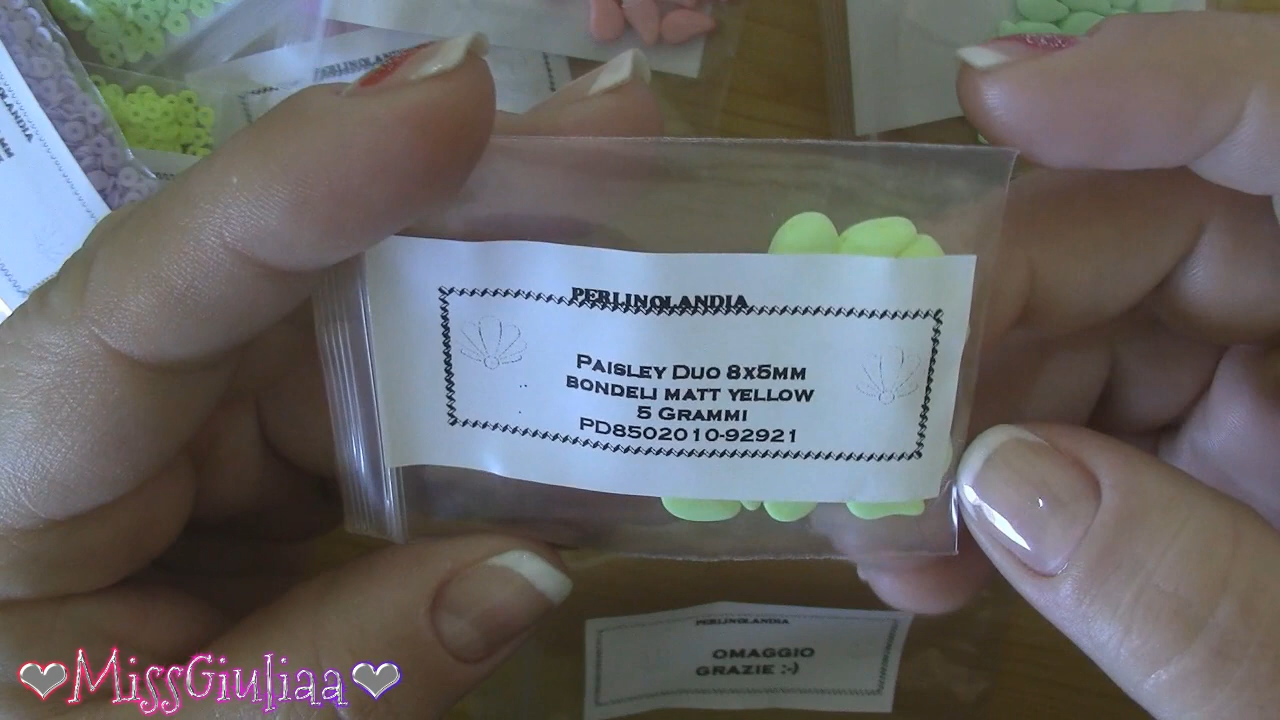 PERLINOLANDIA
PAISLEY DUO 8X5MM
BONDELI MATT YELLOW
5 GRAMMI
PD8502010-92921
PERLINOLANDIA
OMAGGIO
GRAZIE :-)
MissGiuliaa